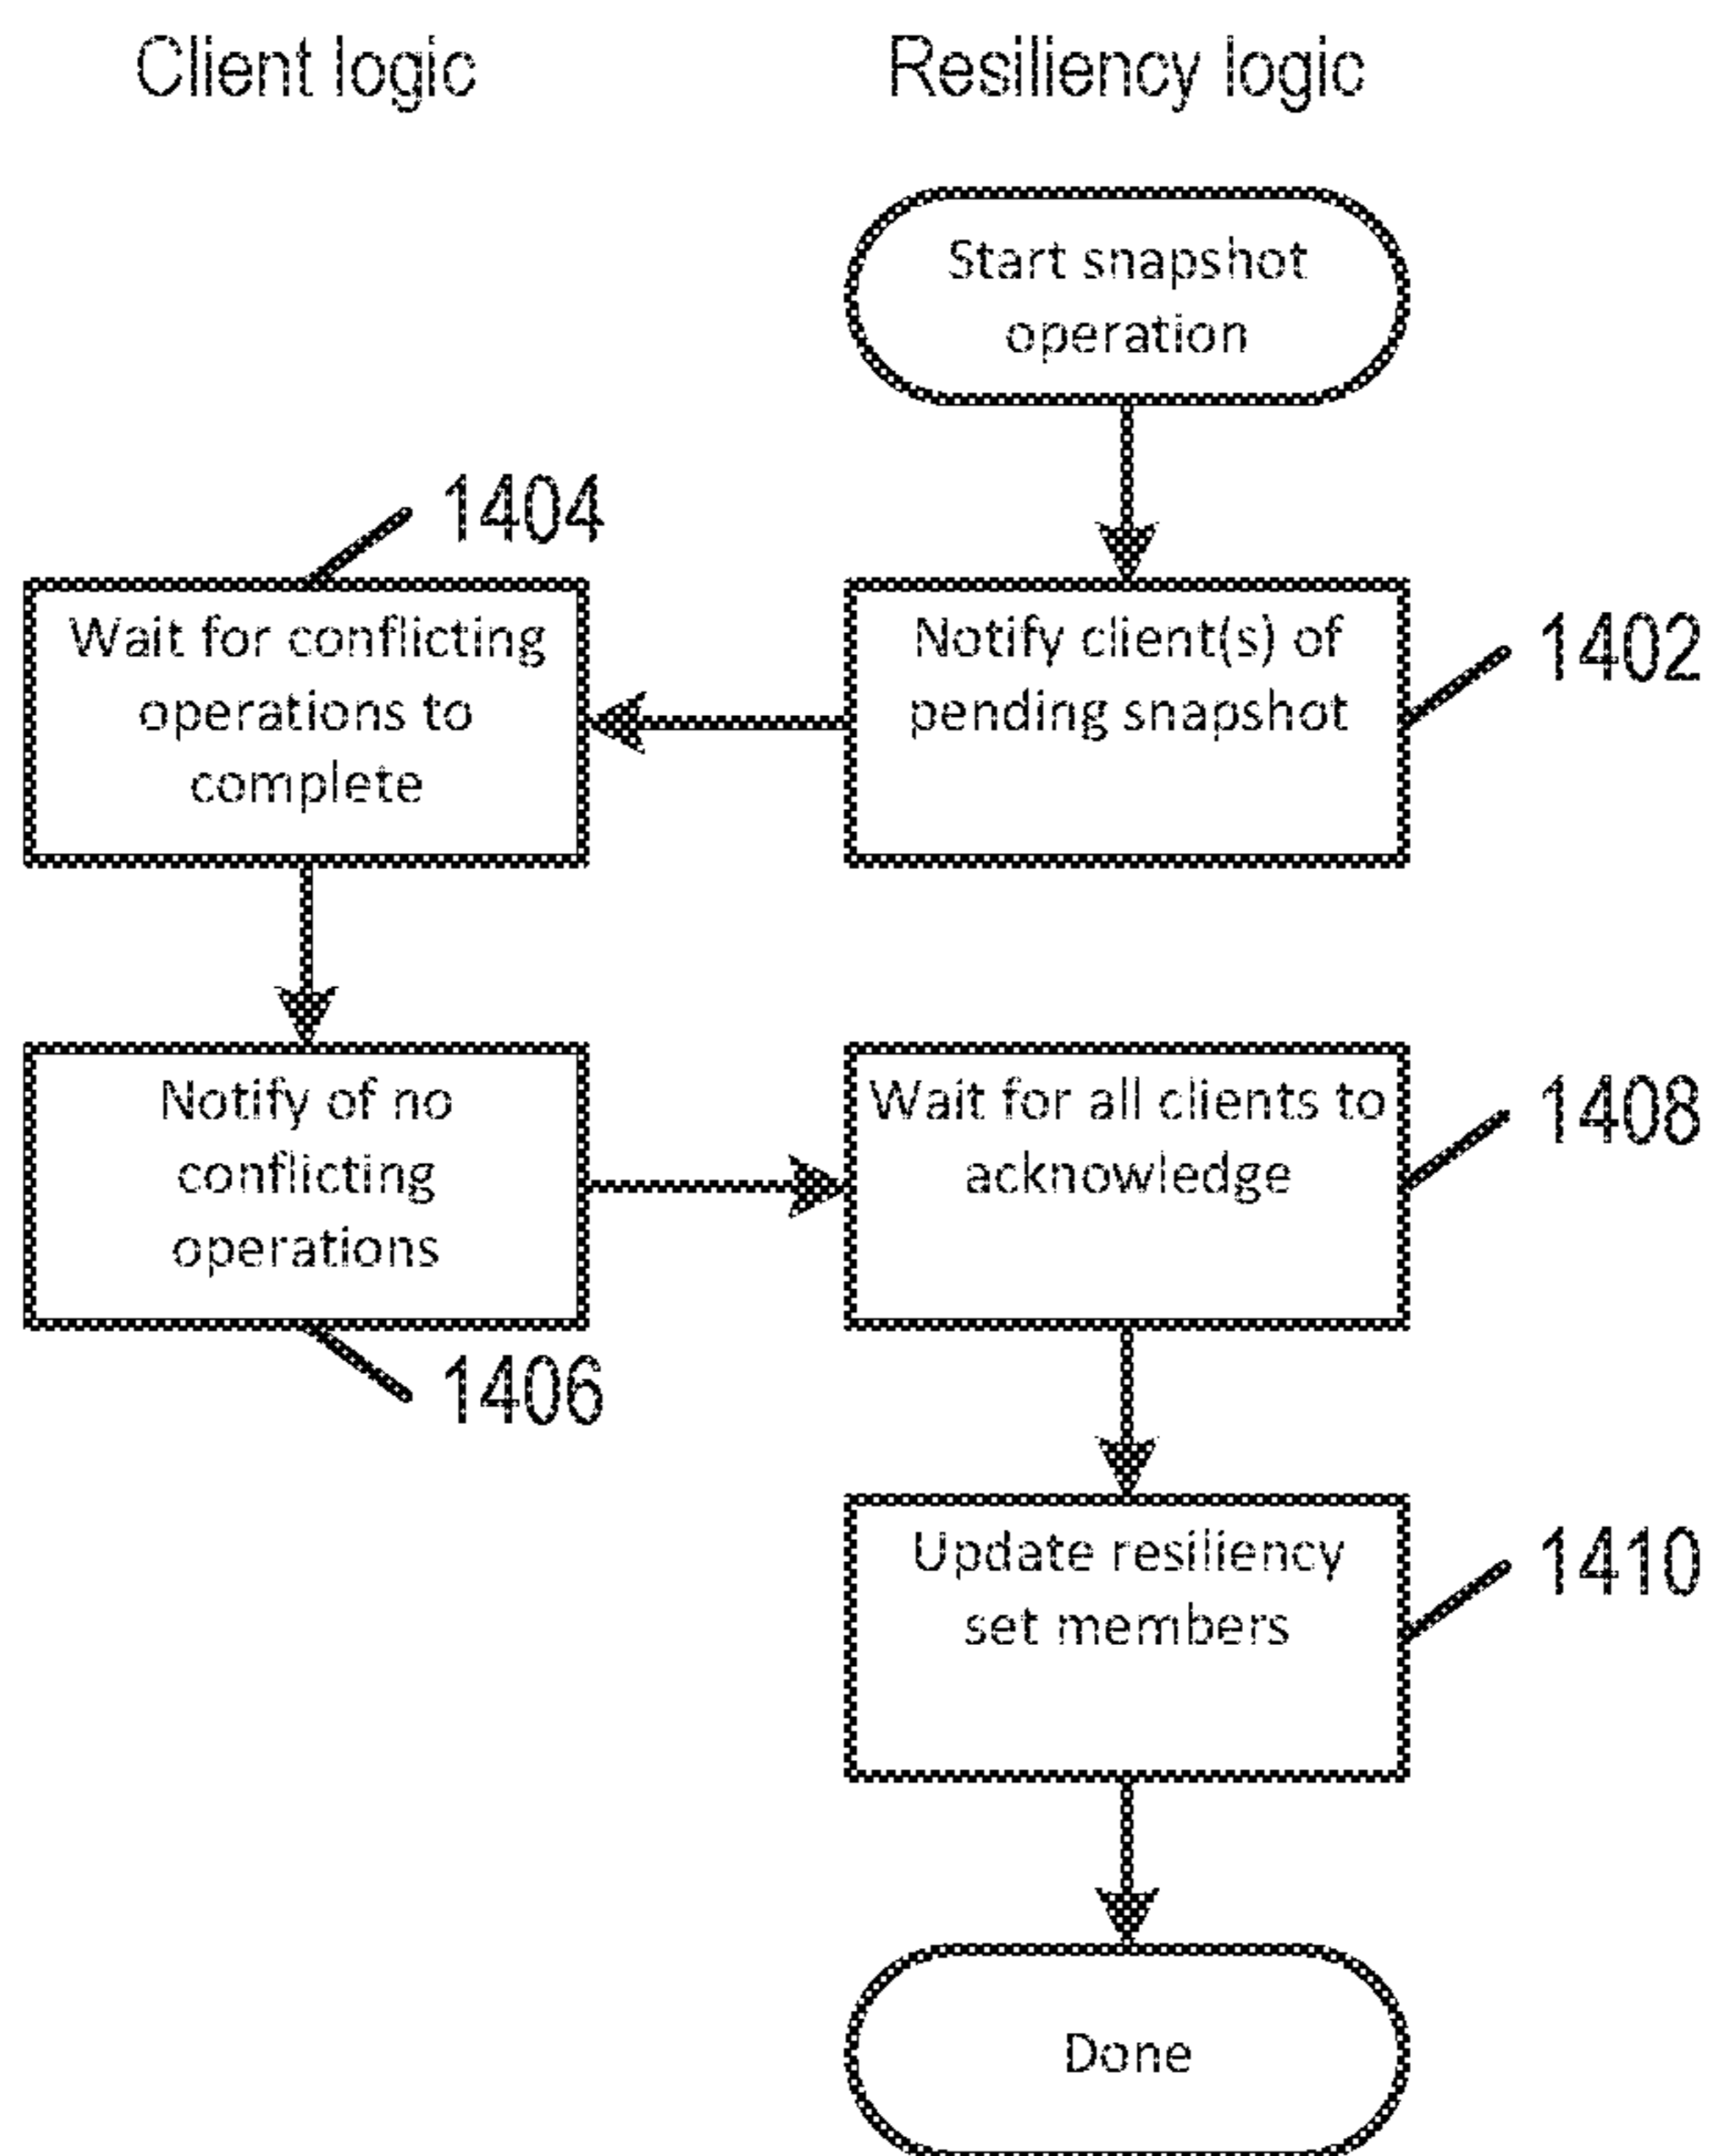 Client logic
Resiliency logic
Start snapshot
operation
1404
Wait for conflicting
operations to
complete
Notify client(s) of
pending snapshot
1402
Notify of no
conflicting
operations
1406
Wait for all clients to
acknowledge
1408
Update resiliency
set members
1410
Done